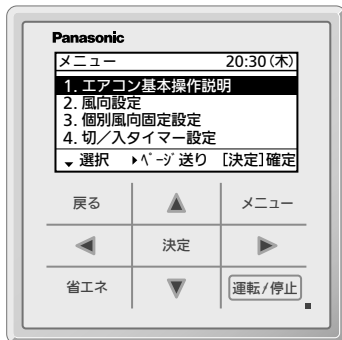 Panasonic
メニュー 20:30(木)
1. エアコン基本操作説明
2. 風向設定
3. 個別風向固定設定
4. 切／入タイマー設定
選択 ﾍﾟｰｼﾞ送り [決定]確定
戻る メニュー
決定
省エネ 運転/停止